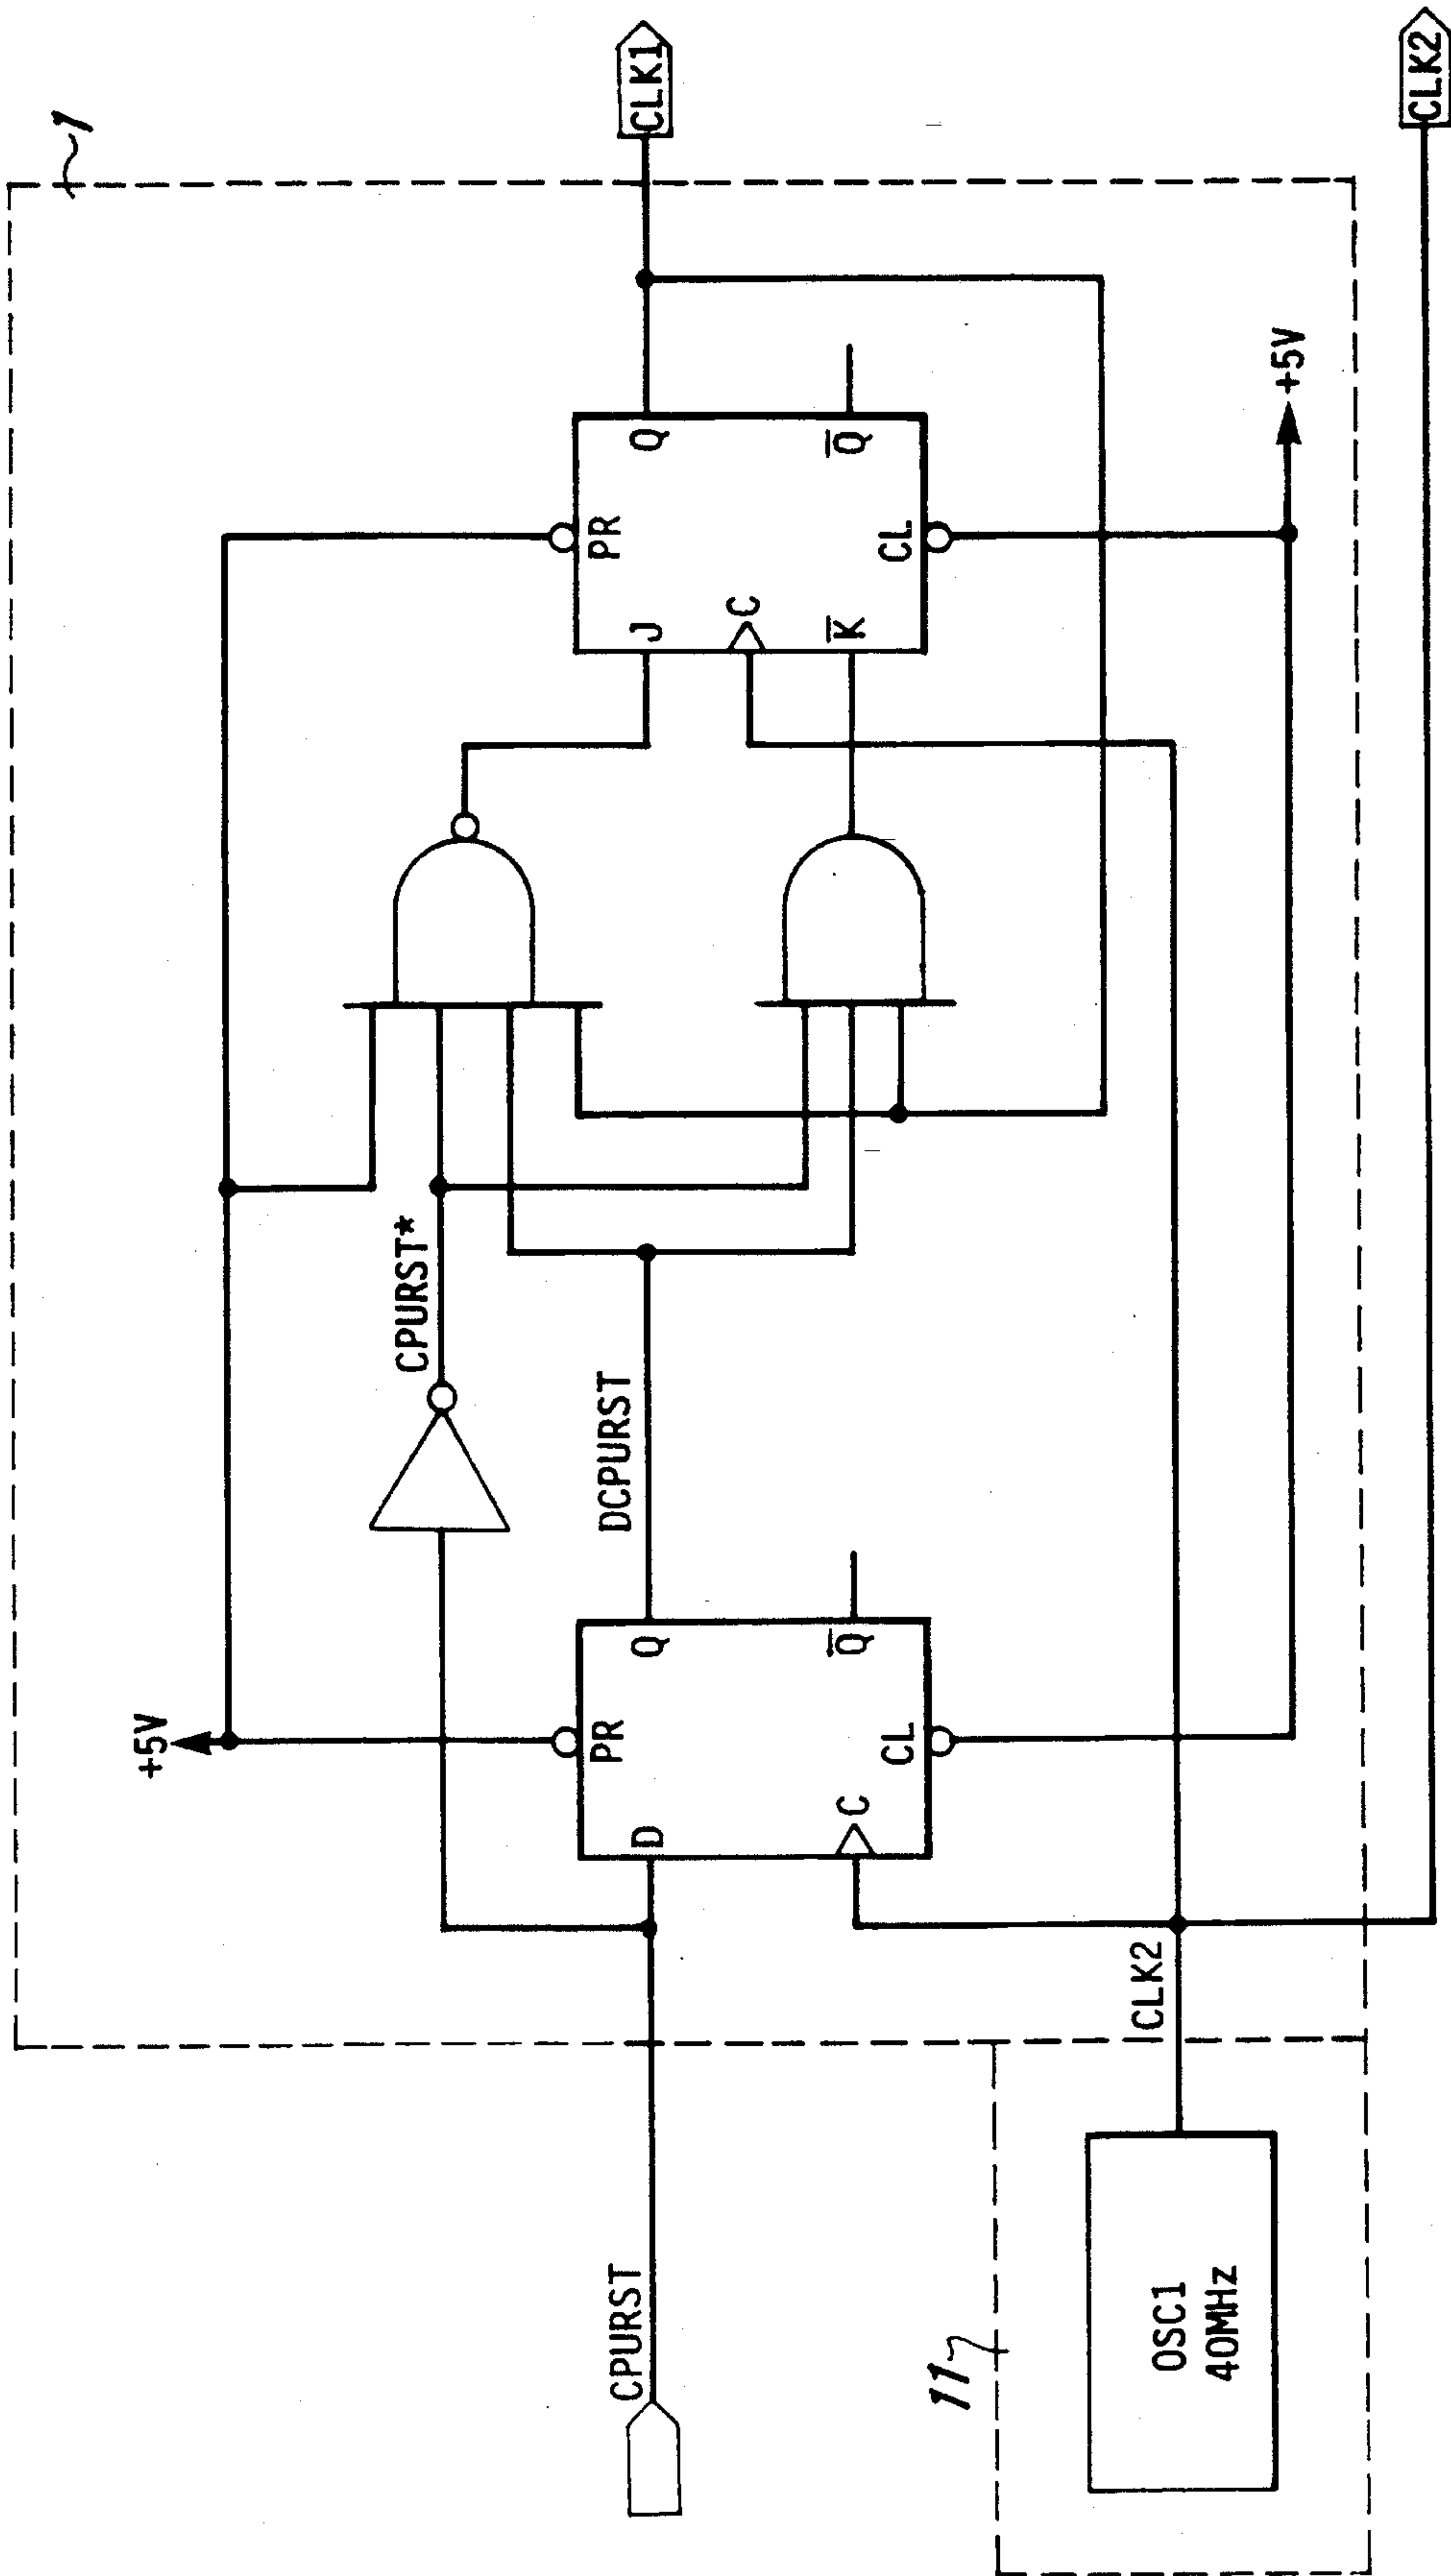 1
+5V
CPURST*
CLK1
CPURST
D
PR
Q
C
CL
Q̅
DCPURST
J
PR
Q
C
K̅
CL
Q̅
+5V
11
OSC1
40MHz
CLK2
CLK2